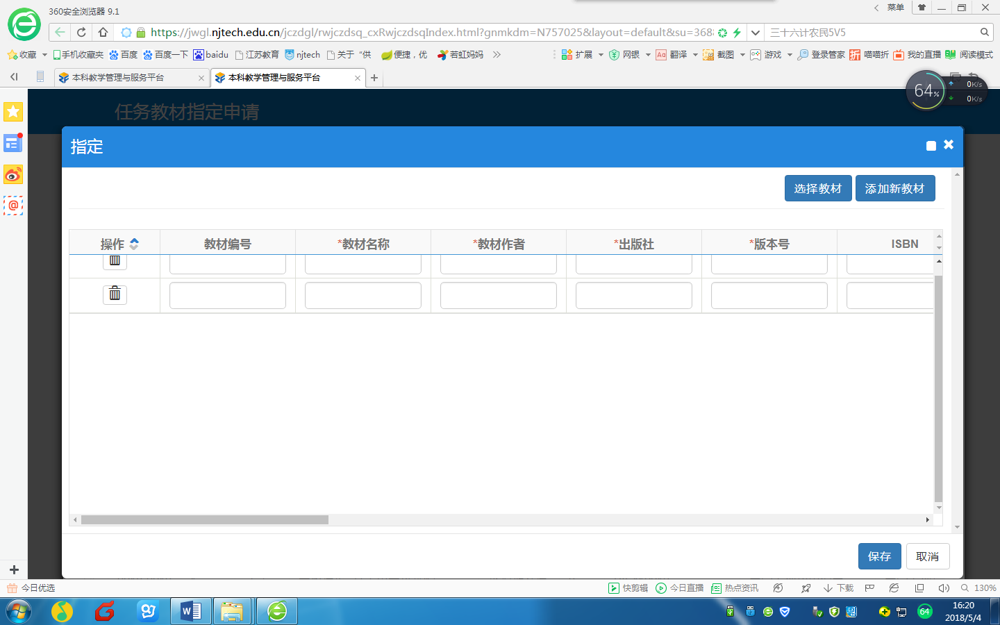 360安全浏览器 9.1
菜单
https://jwgl.njtech.edu.cn/jczdgl/rwjczdsq_cxRwjczdsqIndex.html?gnmkdm=N757025&layout=default&su=368
三十六计农民5V5
收藏 手机收藏夹 百度 百度一下 baidu 江苏教育 njtech 关于“供 便捷，优 若虹妈妈 扩展 网银 翻译 截图 游戏 登录管家 喵喵折 我的直播 阅读模式
本科教学管理与服务平台 本科教学管理与服务平台
64% 0K/s
0K/s
任务教材指定申请
指定
选择教材 添加新教材
操作 教材编号 *教材名称 *教材作者 *出版社 *版本号 ISBN
保存 取消
今日优选 快剪辑 今日直播 热点资讯 下载 130%
64 16:20
2018/5/4